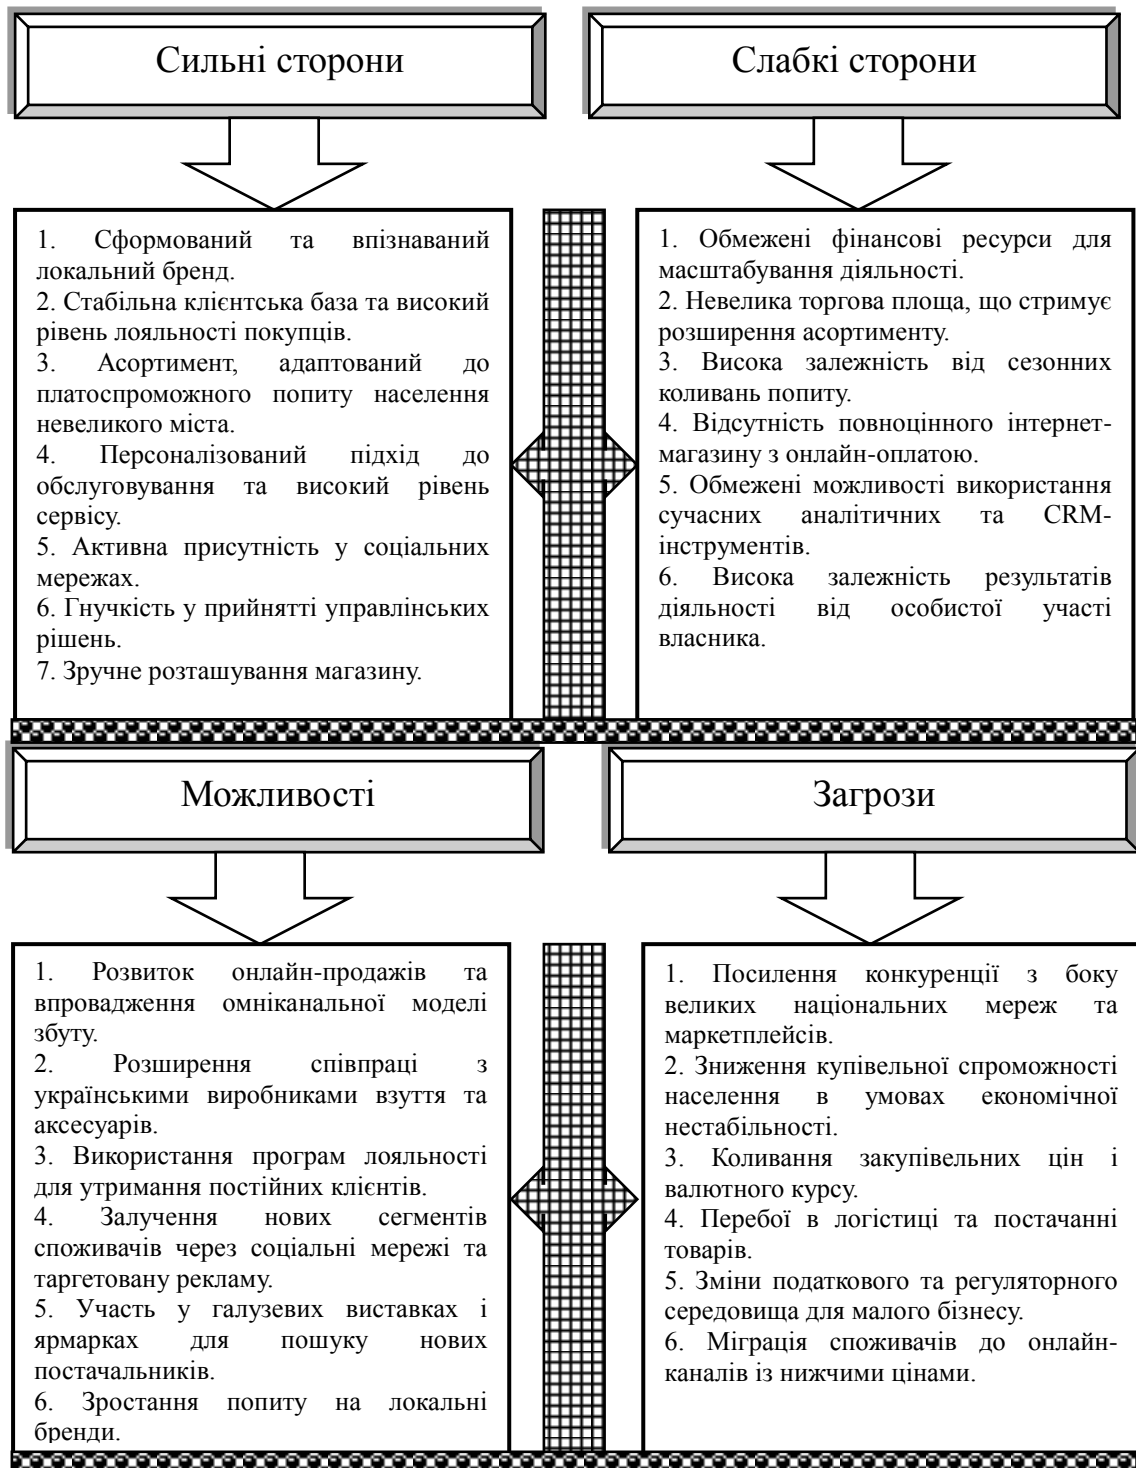 Сильні сторони
Слабкі сторони
1. Сформований та впізнаваний
локальний бренд.
2. Стабільна клієнтська база та високий
рівень лояльності покупців.
3. Асортимент, адаптований до
платоспроможного попиту населення
невеликого міста.
4. Персоналізований підхід до
обслуговування та високий рівень
сервісу.
5. Активна присутність у соціальних
мережах.
6. Гнучкість у прийнятті управлінських
рішень.
7. Зручне розташування магазину.
1. Обмежені фінансові ресурси для
масштабування діяльності.
2. Невелика торгова площа, що стримує
розширення асортименту.
3. Висока залежність від сезонних
коливань попиту.
4. Відсутність повноцінного інтернет-
магазину з онлайн-оплатою.
5. Обмежені можливості використання
сучасних аналітичних та CRM-
інструментів.
6. Висока залежність результатів
діяльності від особистої участі
власника.
Можливості
Загрози
1. Розвиток онлайн-продажів та
впровадження омніканальної моделі
збуту.
2. Розширення співпраці з
українськими виробниками взуття та
аксесуарів.
3. Використання програм лояльності
для утримання постійних клієнтів.
4. Залучення нових сегментів
споживачів через соціальні мережі та
таргетовану рекламу.
5. Участь у галузевих виставках і
ярмарках для пошуку нових
постачальників.
6. Зростання попиту на локальні
бренди.
1. Посилення конкуренції з боку
великих національних мереж та
маркетплейсів.
2. Зниження купівельної спроможності
населення в умовах економічної
нестабільності.
3. Коливання закупівельних цін і
валютного курсу.
4. Перебої в логістиці та постачанні
товарів.
5. Зміни податкового та регуляторного
середовища для малого бізнесу.
6. Міграція споживачів до онлайн-
каналів із нижчими цінами.